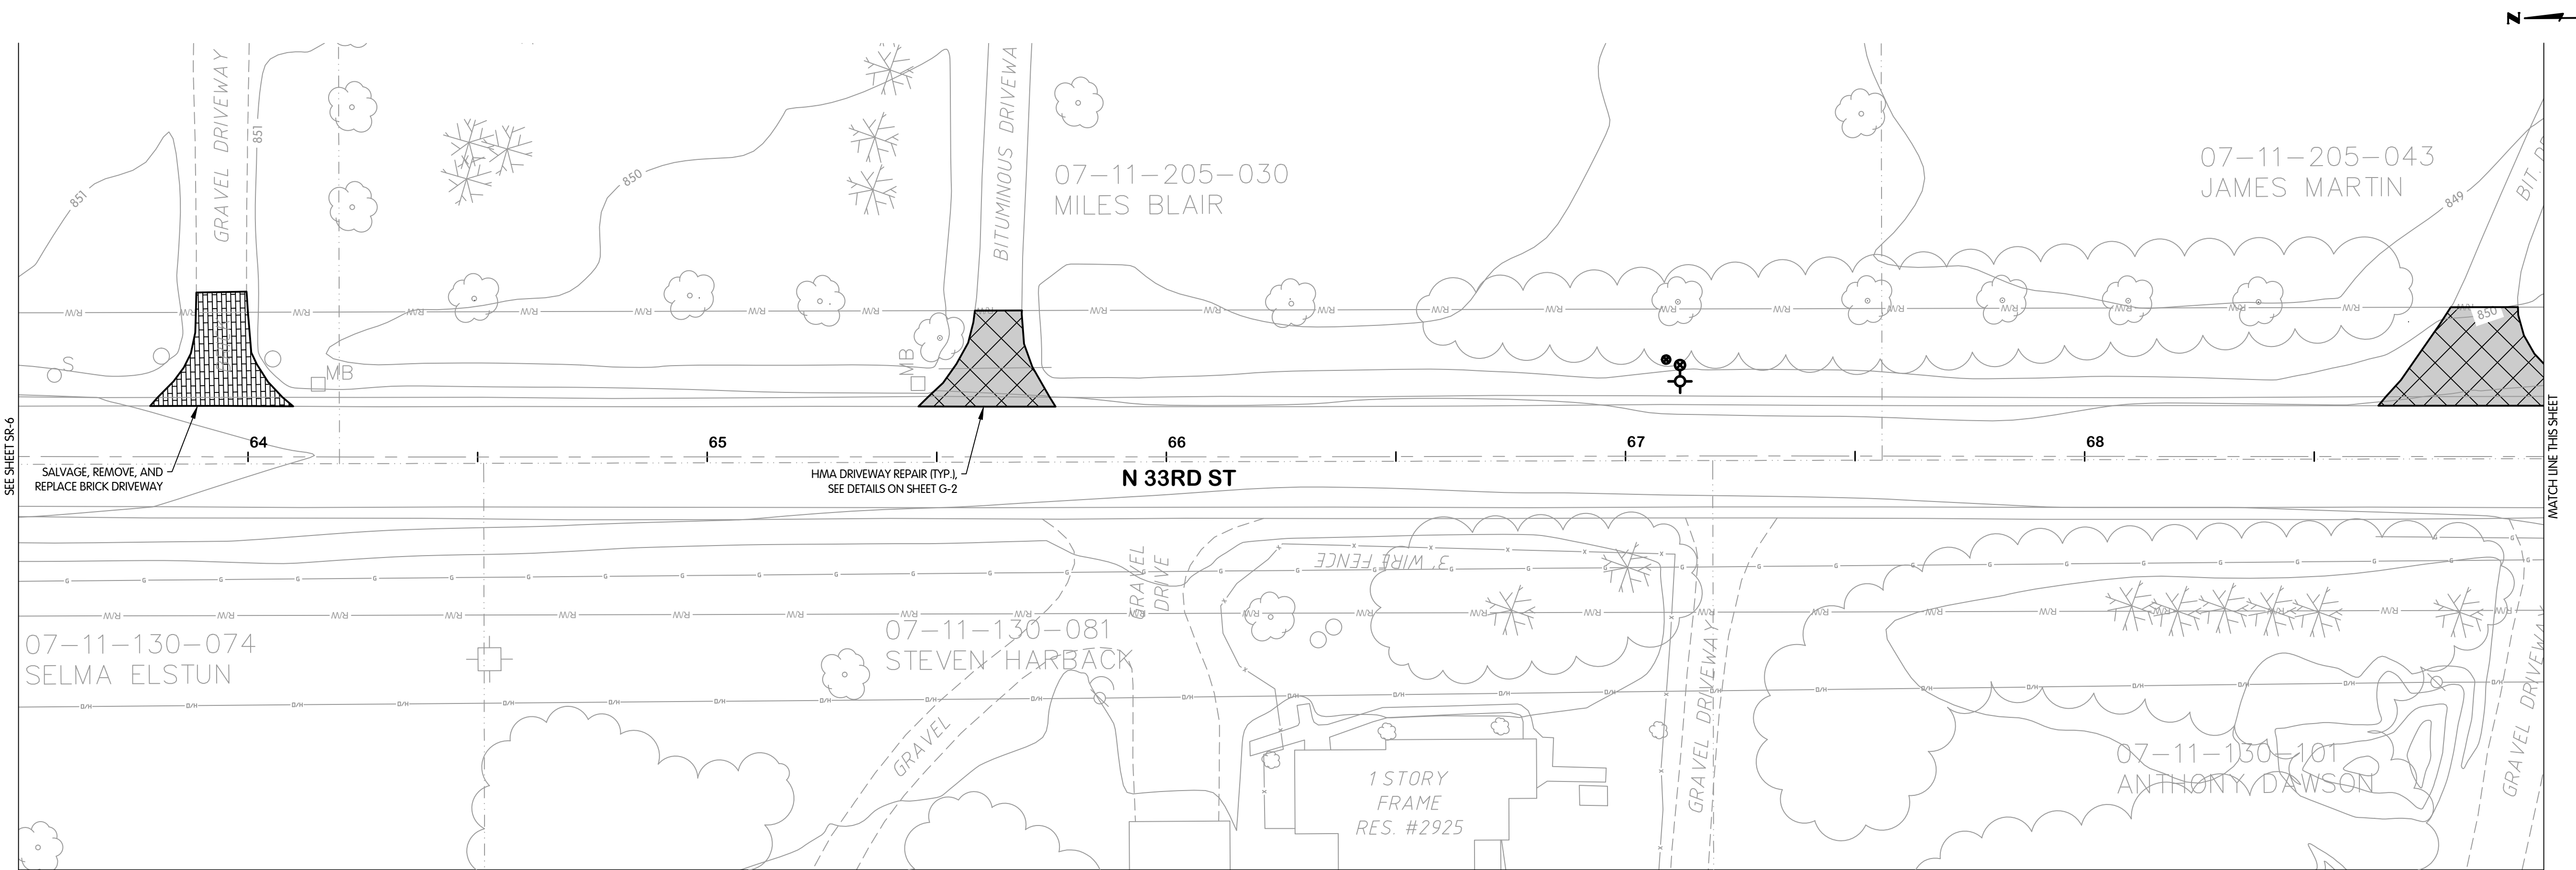 N
GRAVEL DRIVEWAY
851
851
850
BITUMINOUS DRIVEWA
07-11-205-030
MILES BLAIR
07-11-205-043
JAMES MARTIN
849
BIT.
850
R/W R/W R/W R/W R/W R/W R/W R/W R/W R/W R/W R/W R/W R/W R/W R/W R/W R/W R/W R/W R/W R/W
S
MB
MB
64
65
66
67
68
SEE SHEET SR-6
MATCH LINE THIS SHEET
SALVAGE, REMOVE, AND
REPLACE BRICK DRIVEWAY
HMA DRIVEWAY REPAIR (TYP.),
SEE DETAILS ON SHEET G-2
N 33RD ST
GRAVEL
DRIVE
3' WIRE FENCE
G G G G G G G G G G G G G G G G G G G G G G G G G G G G G G G G G
R/W R/W R/W R/W R/W R/W R/W R/W R/W R/W R/W R/W R/W R/W R/W R/W R/W R/W R/W R/W R/W R/W
07-11-130-074
SELMA ELSTUN
07-11-130-081
STEVEN HARBACK
O/H O/H O/H O/H O/H O/H O/H O/H O/H O/H O/H O/H O/H O/H O/H O/H O/H O/H O/H O/H O/H O/H O/H O/H
GRAVEL
GRAVEL DRIVEWAY
1 STORY
FRAME
RES. #2925
07-11-130-101
ANTHONY DAWSON
GRAVEL DRIVEWA